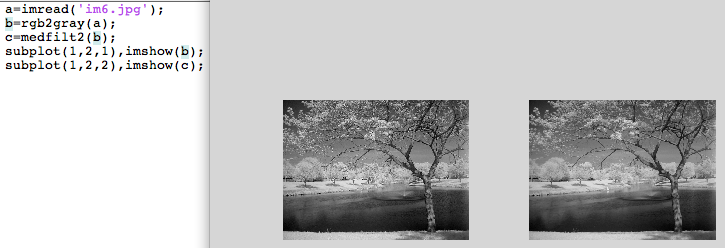 a=imread('im6.jpg');
b=rgb2gray(a);
c=medfilt2(b);
subplot(1,2,1),imshow(b);
subplot(1,2,2),imshow(c);